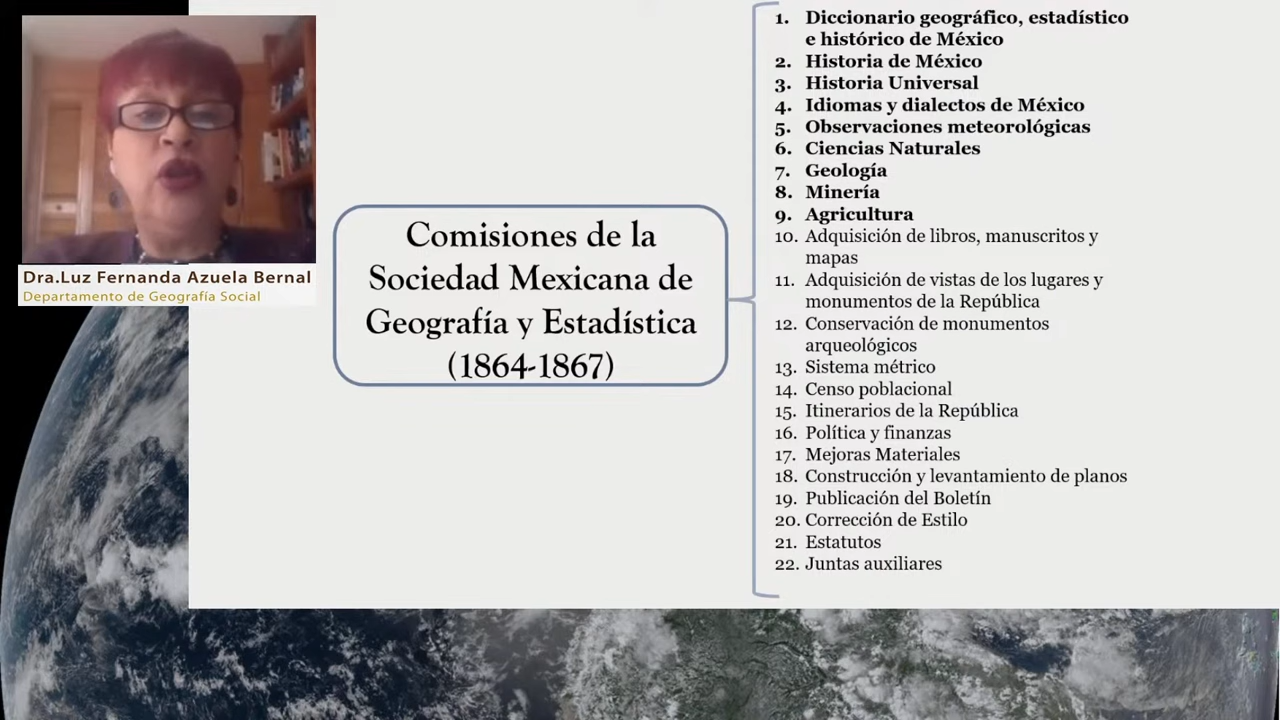 Dra.Luz Fernanda Azuela Bernal
Departamento de Geografía Social
Comisiones de la
Sociedad Mexicana de
Geografía y Estadística
(1864-1867)
1. Diccionario geográfico, estadístico
e histórico de México
2. Historia de México
3. Historia Universal
4. Idiomas y dialectos de México
5. Observaciones meteorológicas
6. Ciencias Naturales
7. Geología
8. Minería
9. Agricultura
10. Adquisición de libros, manuscritos y
mapas
11. Adquisición de vistas de los lugares y
monumentos de la República
12. Conservación de monumentos
arqueológicos
13. Sistema métrico
14. Censo poblacional
15. Itinerarios de la República
16. Política y finanzas
17. Mejoras Materiales
18. Construcción y levantamiento de planos
19. Publicación del Boletín
20. Corrección de Estilo
21. Estatutos
22. Juntas auxiliares